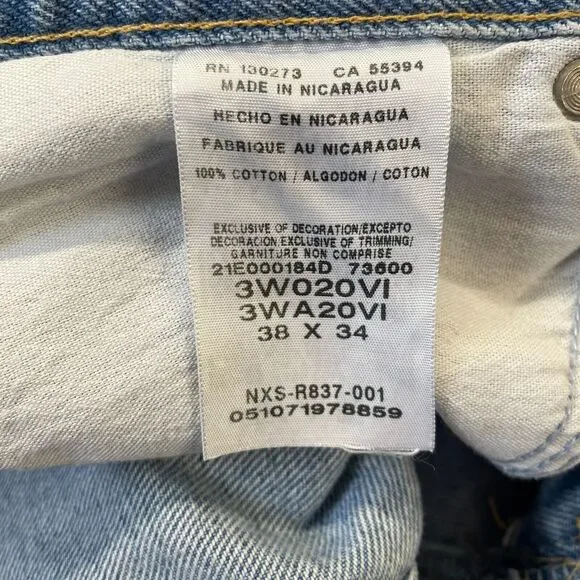 RN 130273 CA 55394
MADE IN NICARAGUA
HECHO EN NICARAGUA
FABRIQUE AU NICARAGUA
100% COTTON / ALGODON / COTON
EXCLUSIVE OF DECORATION/EXCEPTO
DECORACION EXCLUSIVE OF TRIMMING/
GARNITURE NON COMPRISE
21E000184D 73600
3W020VI
3WA20VI
38 X 34
NXS-R837-001
051071978859